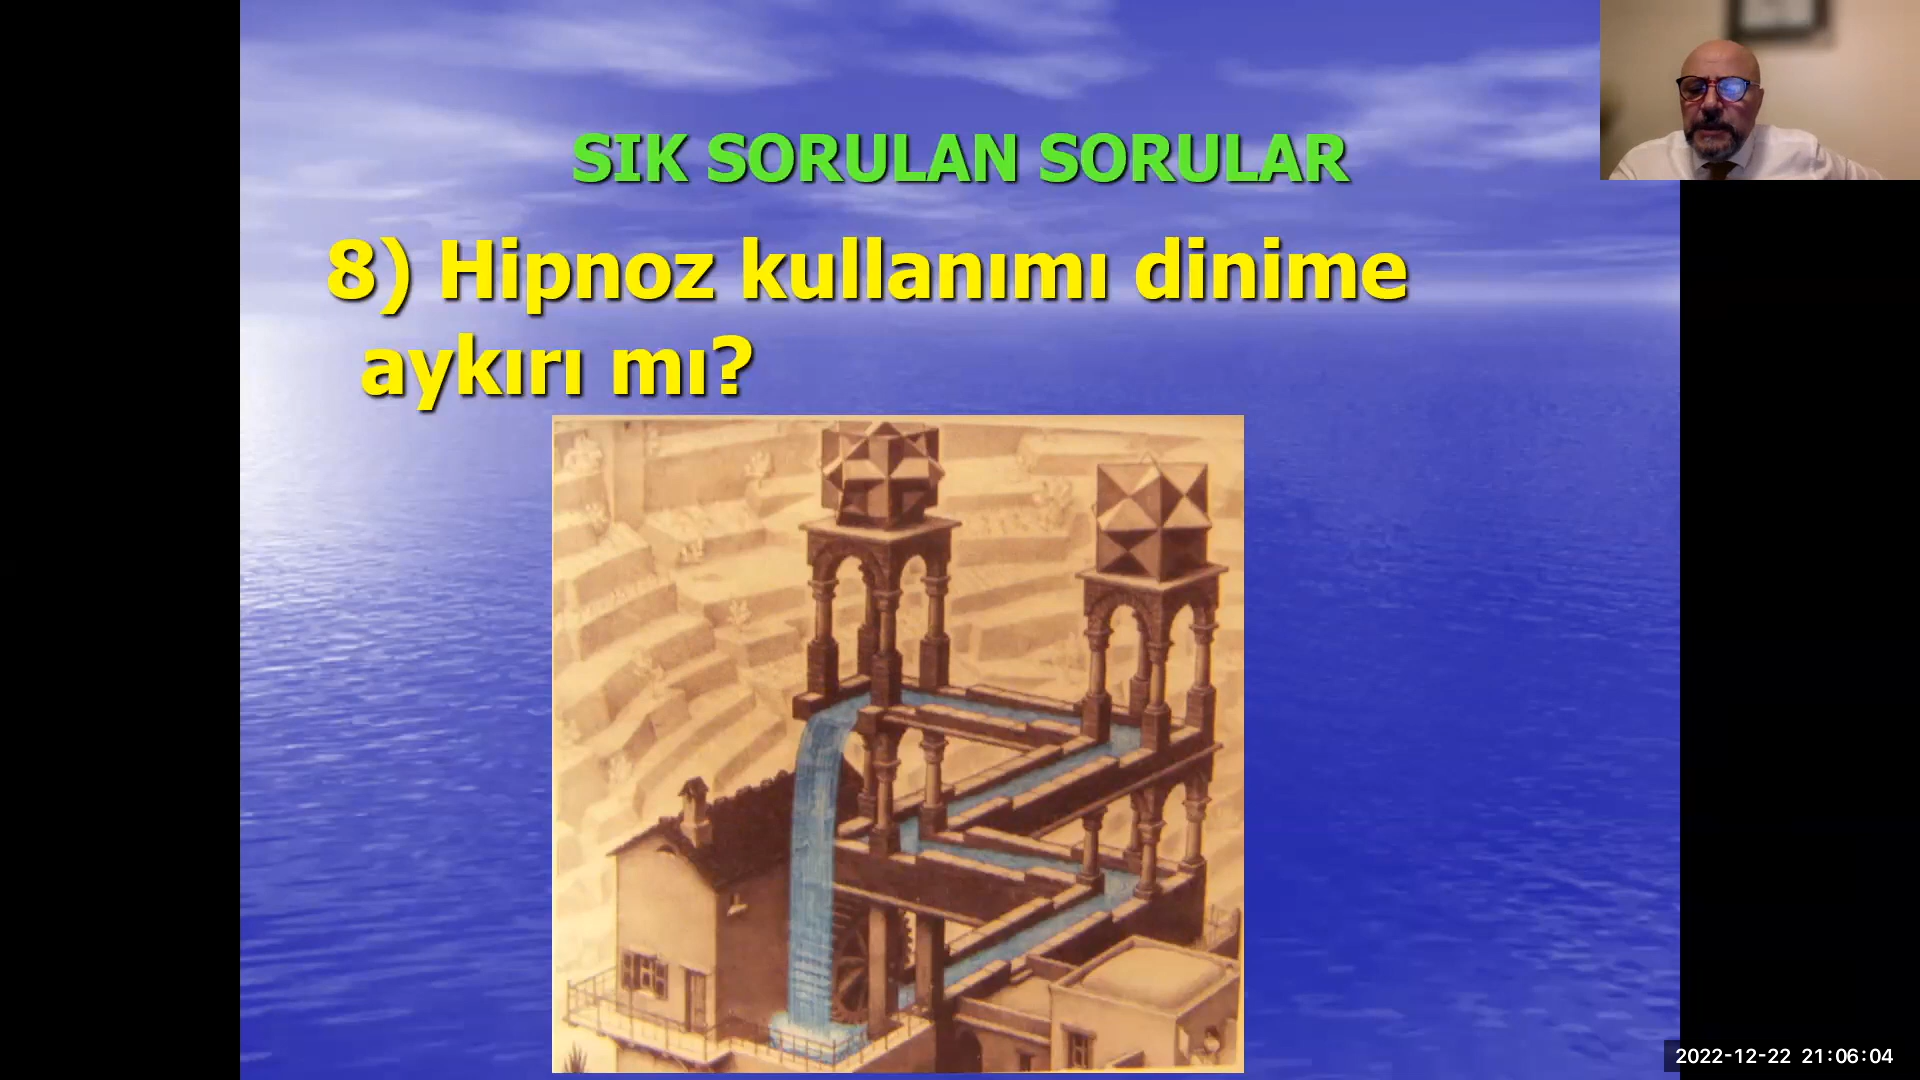 SIK SORULAN SORULAR
8) Hipnoz kullanımı dinime
aykırı mı?
2022-12-22 21:06:04